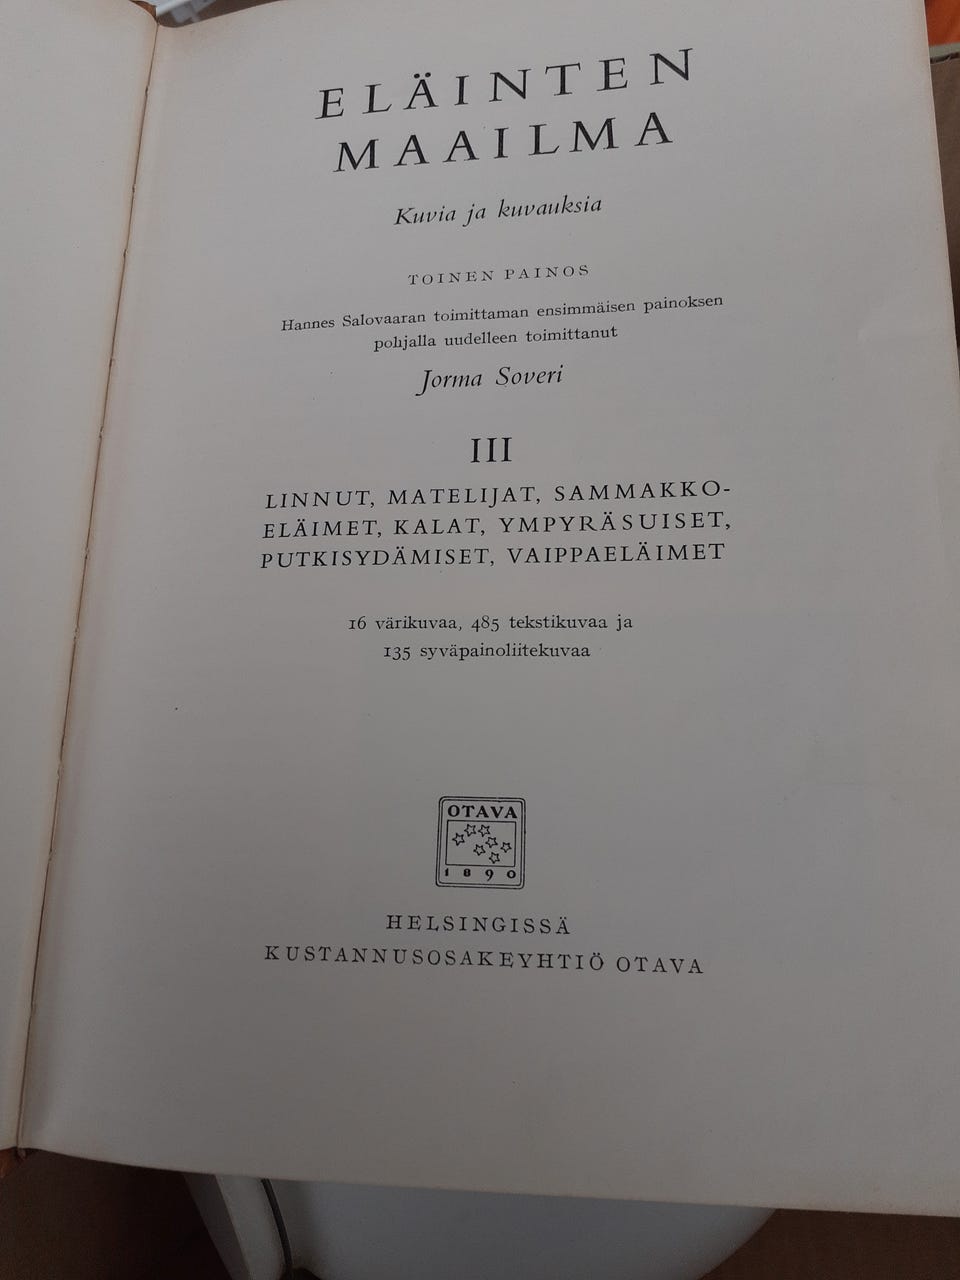 ELÄINTEN
MAAILMA
Kuvia ja kuvauksia
TOINEN PAINOS
Hannes Salovaaran toimittaman ensimmäisen painoksen
pohjalla uudelleen toimittanut
Jorma Soveri
III
LINNUT, MATELIJAT, SAMMAKKO-
ELÄIMET, KALAT, YMPYRÄSUISET,
PUTKISYDÄMISET, VAIPPAELÄIMET
16 värikuvaa, 485 tekstikuvaa ja
135 syväpainoliitekuvaa
OTAVA
1890
HELSINGISSÄ
KUSTANNUSOSAKEYHTIÖ OTAVA